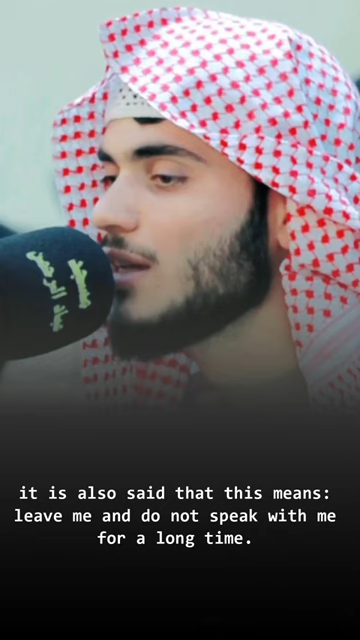 it is also said that this means:
leave me and do not speak with me
for a long time.